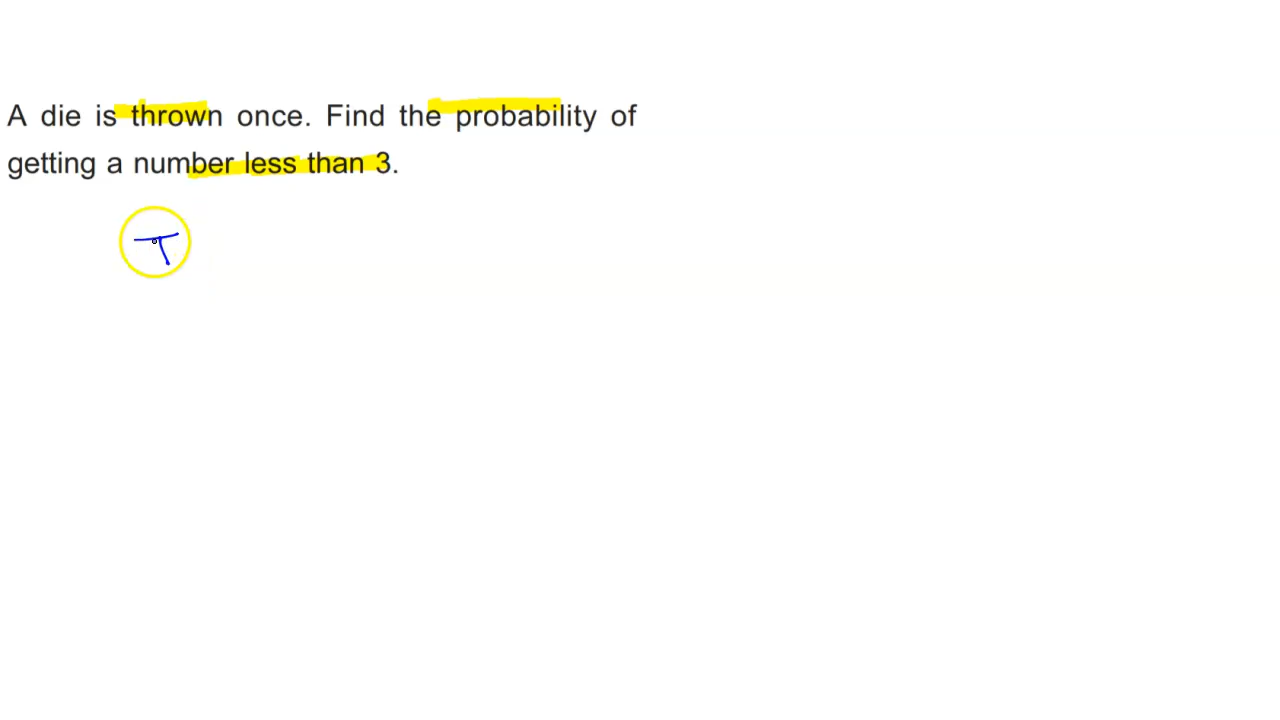 A die is thrown once. Find the probability of
getting a number less than 3.
T